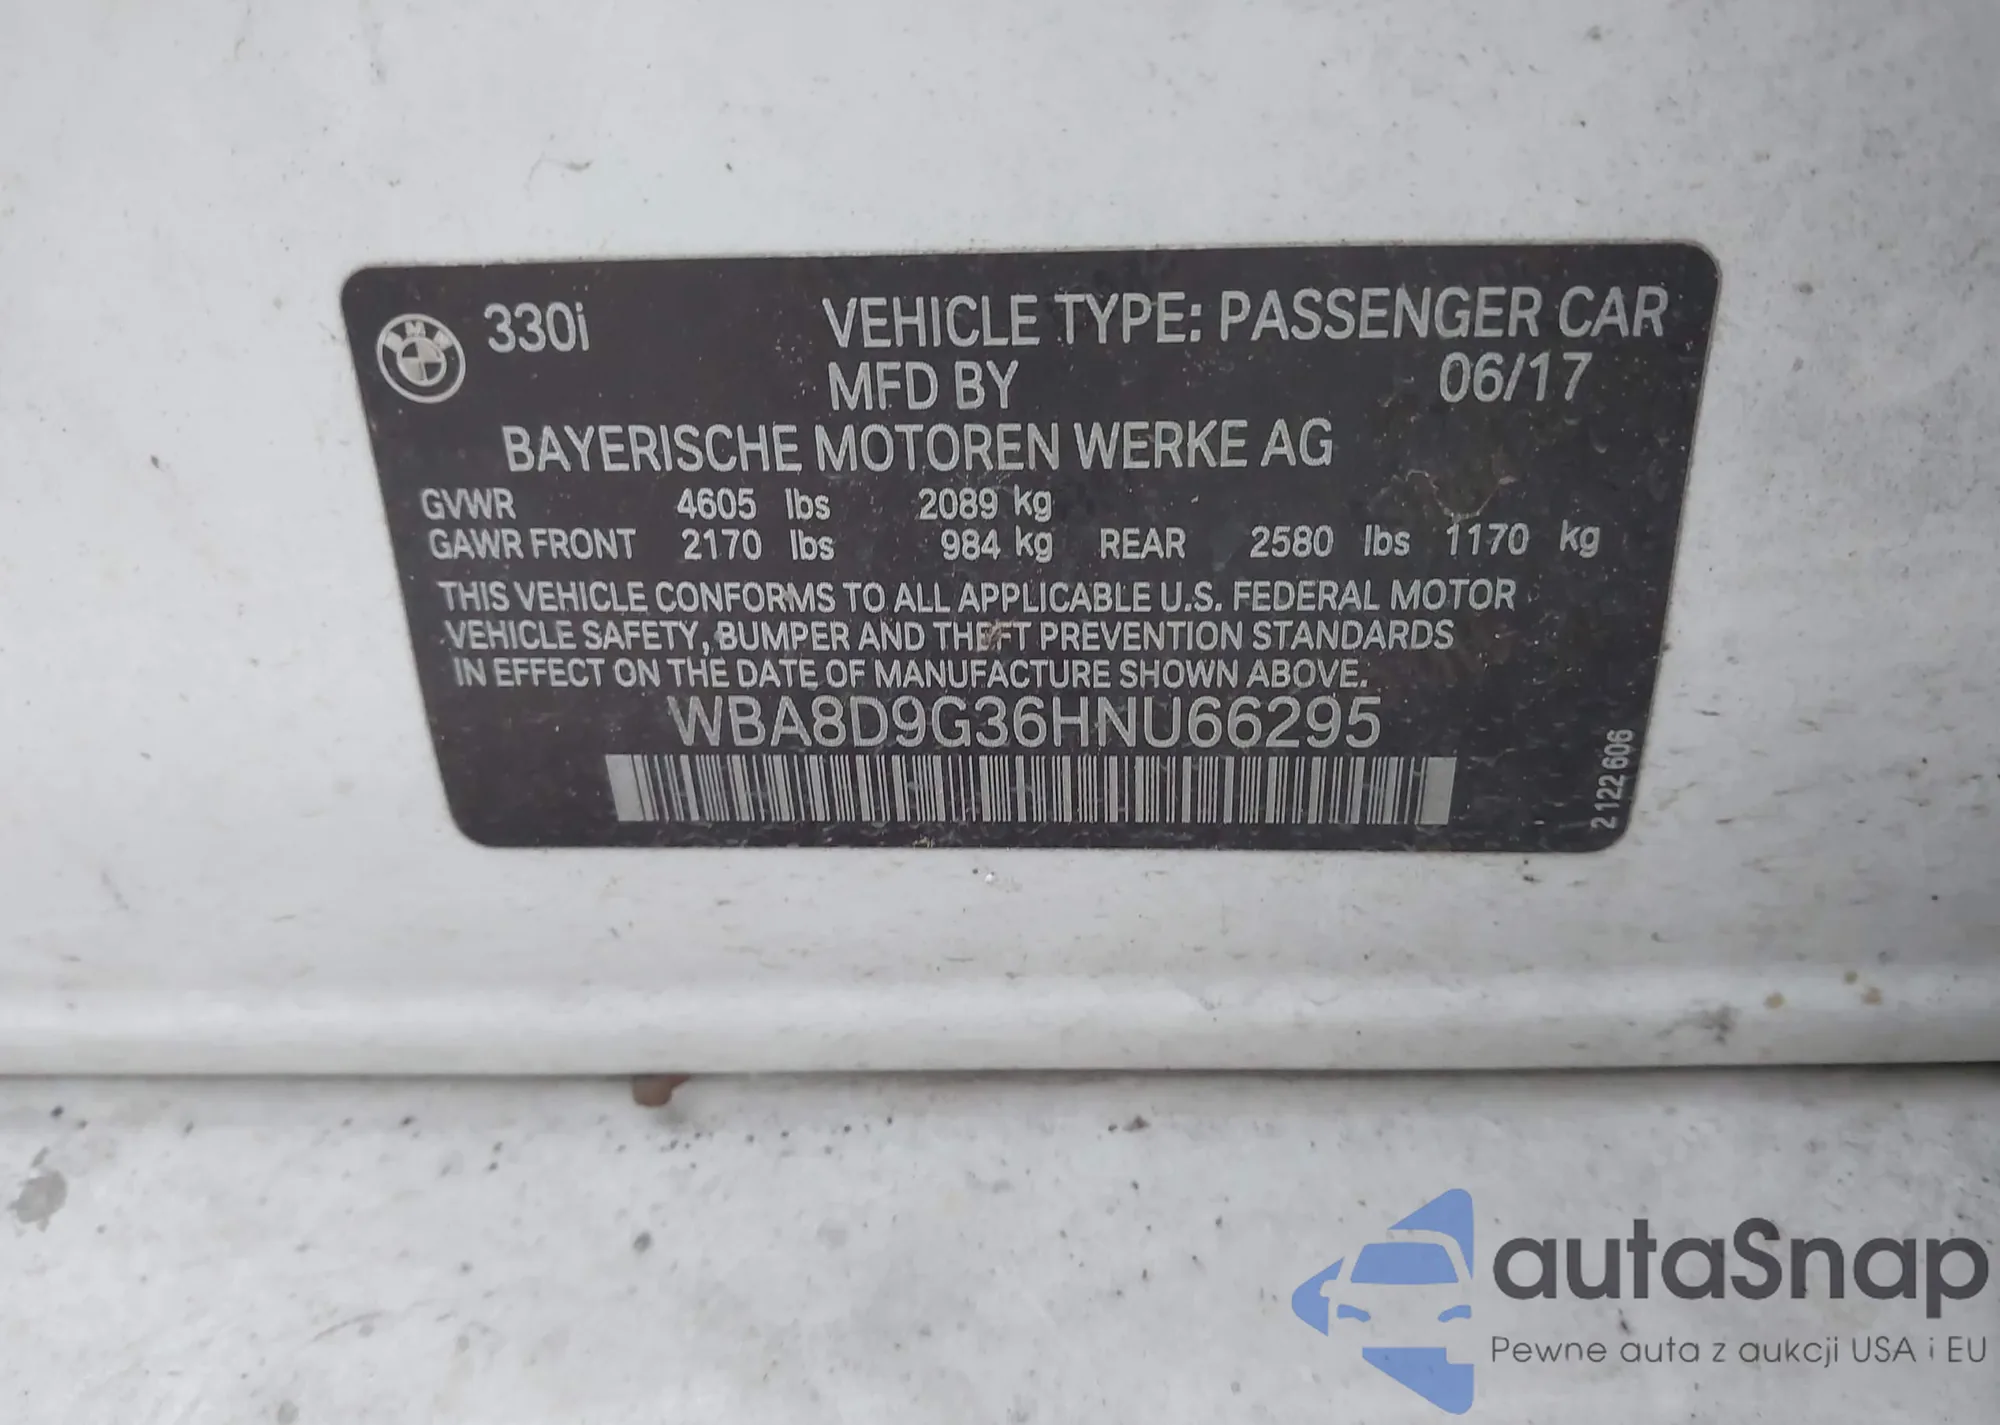 BMW 330i VEHICLE TYPE: PASSENGER CAR
MFD BY 06/17
BAYERISCHE MOTOREN WERKE AG
GVWR 4605 lbs 2089 kg
GAWR FRONT 2170 lbs 984 kg REAR 2580 lbs 1170 kg
THIS VEHICLE CONFORMS TO ALL APPLICABLE U.S. FEDERAL MOTOR
VEHICLE SAFETY, BUMPER AND THEFT PREVENTION STANDARDS
IN EFFECT ON THE DATE OF MANUFACTURE SHOWN ABOVE.
WBA8D9G36HNU66295
2122606
autaSnap
Pewne auta z aukcji USA i EU